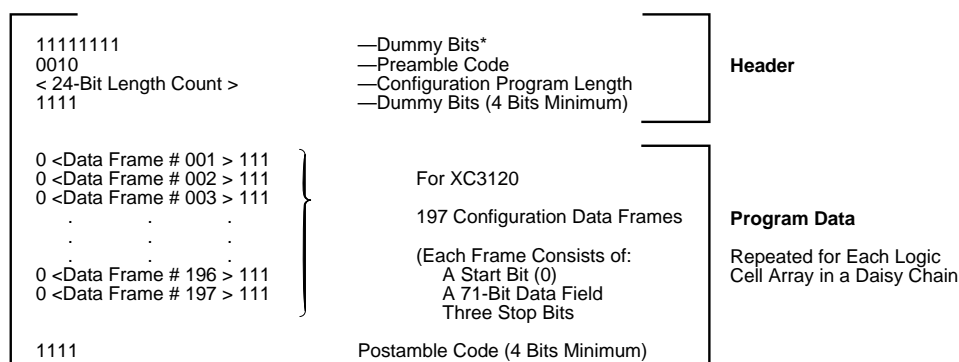 11111111 —Dummy Bits*
0010 —Preamble Code
< 24-Bit Length Count > —Configuration Program Length
1111 —Dummy Bits (4 Bits Minimum)
Header
0 <Data Frame # 001 > 111
0 <Data Frame # 002 > 111
0 <Data Frame # 003 > 111
. . .
. . .
. . .
0 <Data Frame # 196 > 111
0 <Data Frame # 197 > 111
For XC3120
197 Configuration Data Frames
(Each Frame Consists of:
A Start Bit (0)
A 71-Bit Data Field
Three Stop Bits
Program Data
Repeated for Each Logic
Cell Array in a Daisy Chain
1111 Postamble Code (4 Bits Minimum)